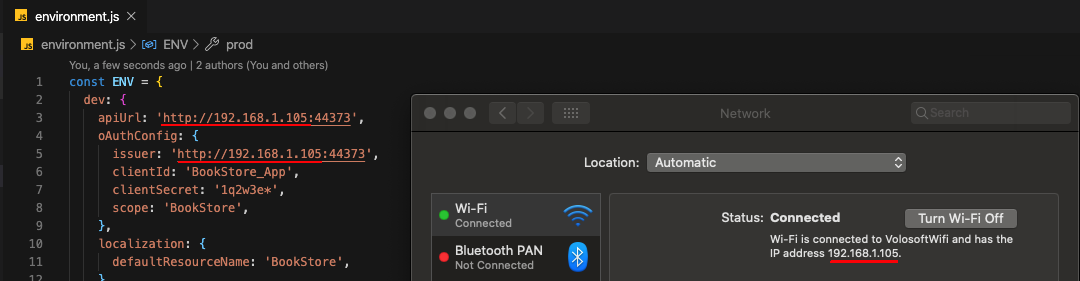 JS environment.js ×
JS environment.js > ENV > prod
You, a few seconds ago | 2 authors (You and others)
1 const ENV = {
2 dev: {
3 apiUrl: 'http://192.168.1.105:44373',
4 oAuthConfig: {
5 issuer: 'http://192.168.1.105:44373',
6 clientId: 'BookStore_App',
7 clientSecret: '1q2w3e*',
8 scope: 'BookStore',
9 },
10 localization: {
11 defaultResourceName: 'BookStore',
12 }
Network
Search
Location: Automatic
Wi-Fi
Connected
Bluetooth PAN
Not Connected
Status: Connected
Turn Wi-Fi Off
Wi-Fi is connected to VolosoftWifi and has the
IP address 192.168.1.105.